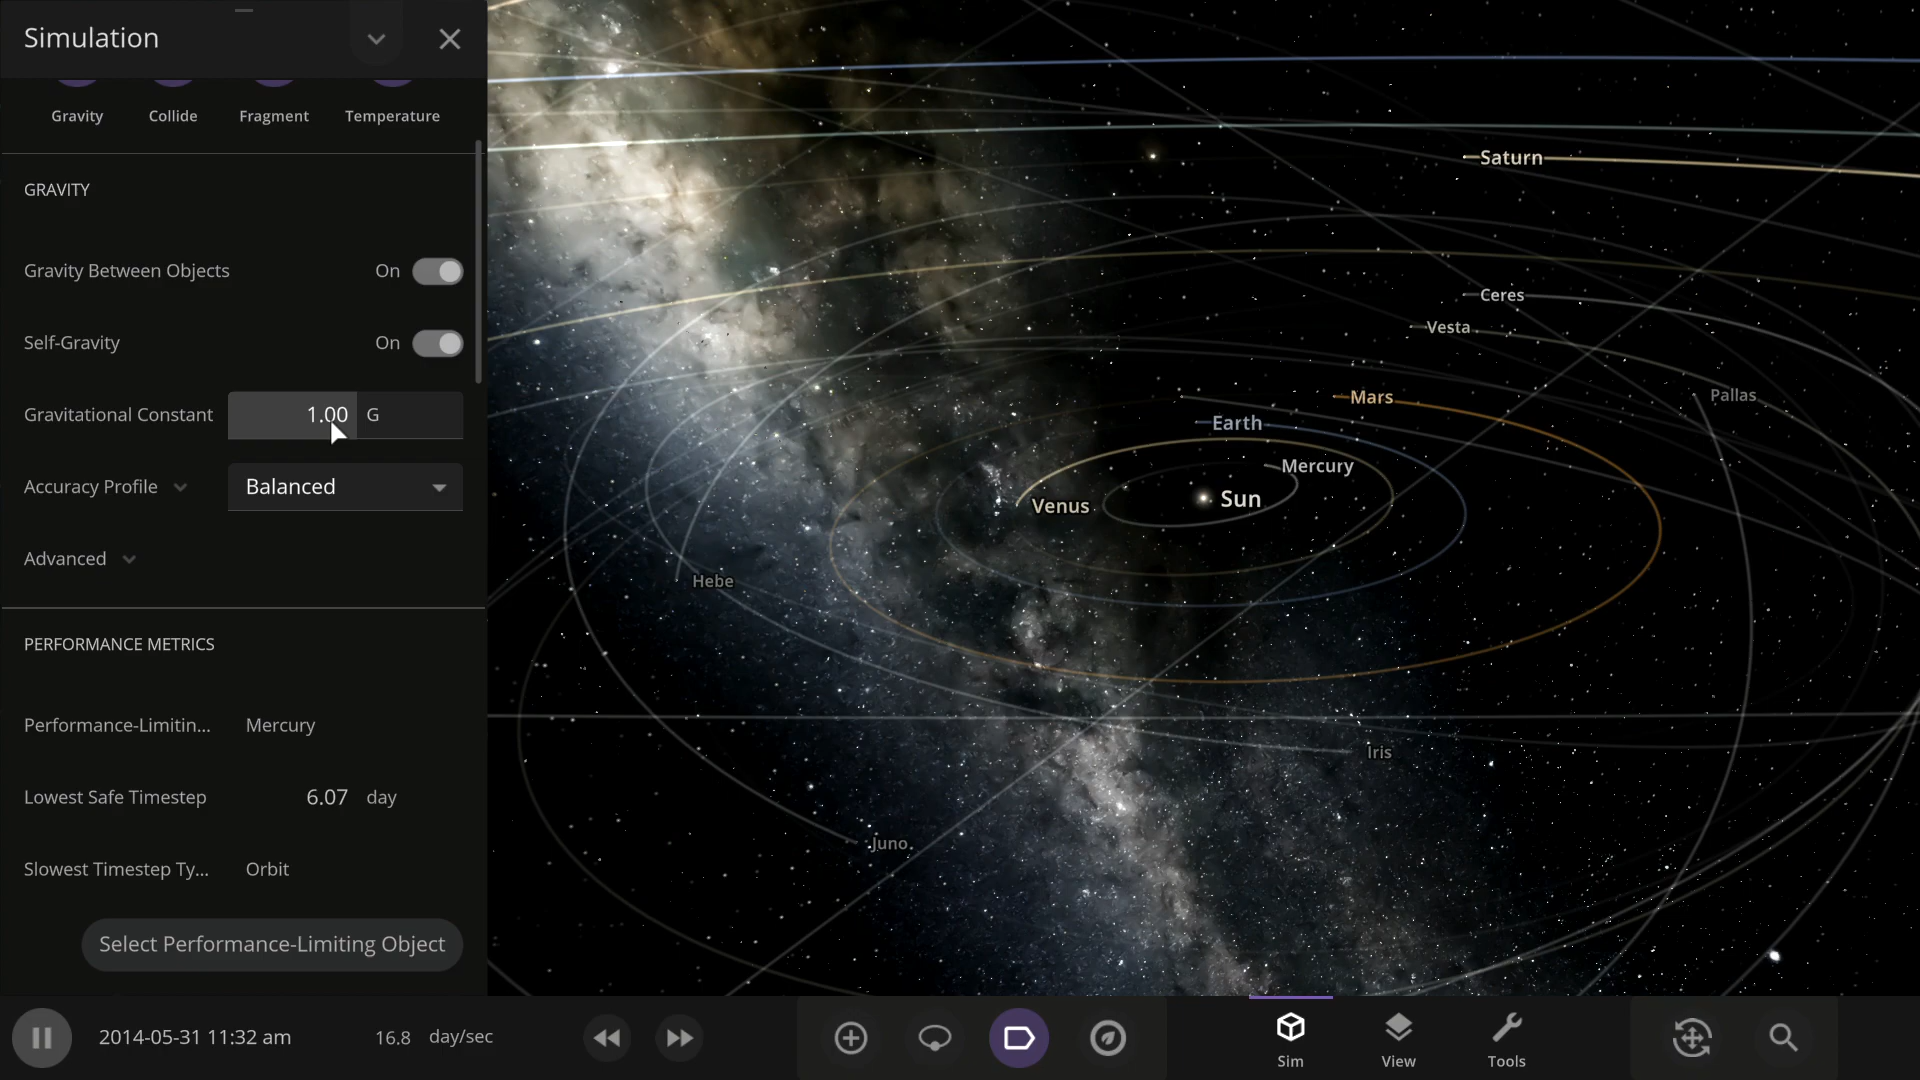 Simulation
Gravity Collide Fragment Temperature
GRAVITY
Gravity Between Objects On
Self-Gravity On
Gravitational Constant 1.00 G
Accuracy Profile Balanced
Advanced
PERFORMANCE METRICS
Performance-Limitin... Mercury
Lowest Safe Timestep 6.07 day
Slowest Timestep Ty... Orbit
Select Performance-Limiting Object
Saturn
Ceres
Vesta
Mars
Pallas
Earth
Mercury
Sun
Venus
Hebe
Iris
Juno
2014-05-31 11:32 am 16.8 day/sec
Sim View Tools